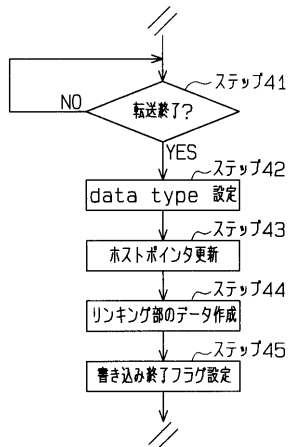 ステップ41
NO
転送終了?
YES
ステップ42
data type 設定
ステップ43
ホストポインタ更新
ステップ44
リンキング部のデータ作成
ステップ45
書き込み終了フラグ設定